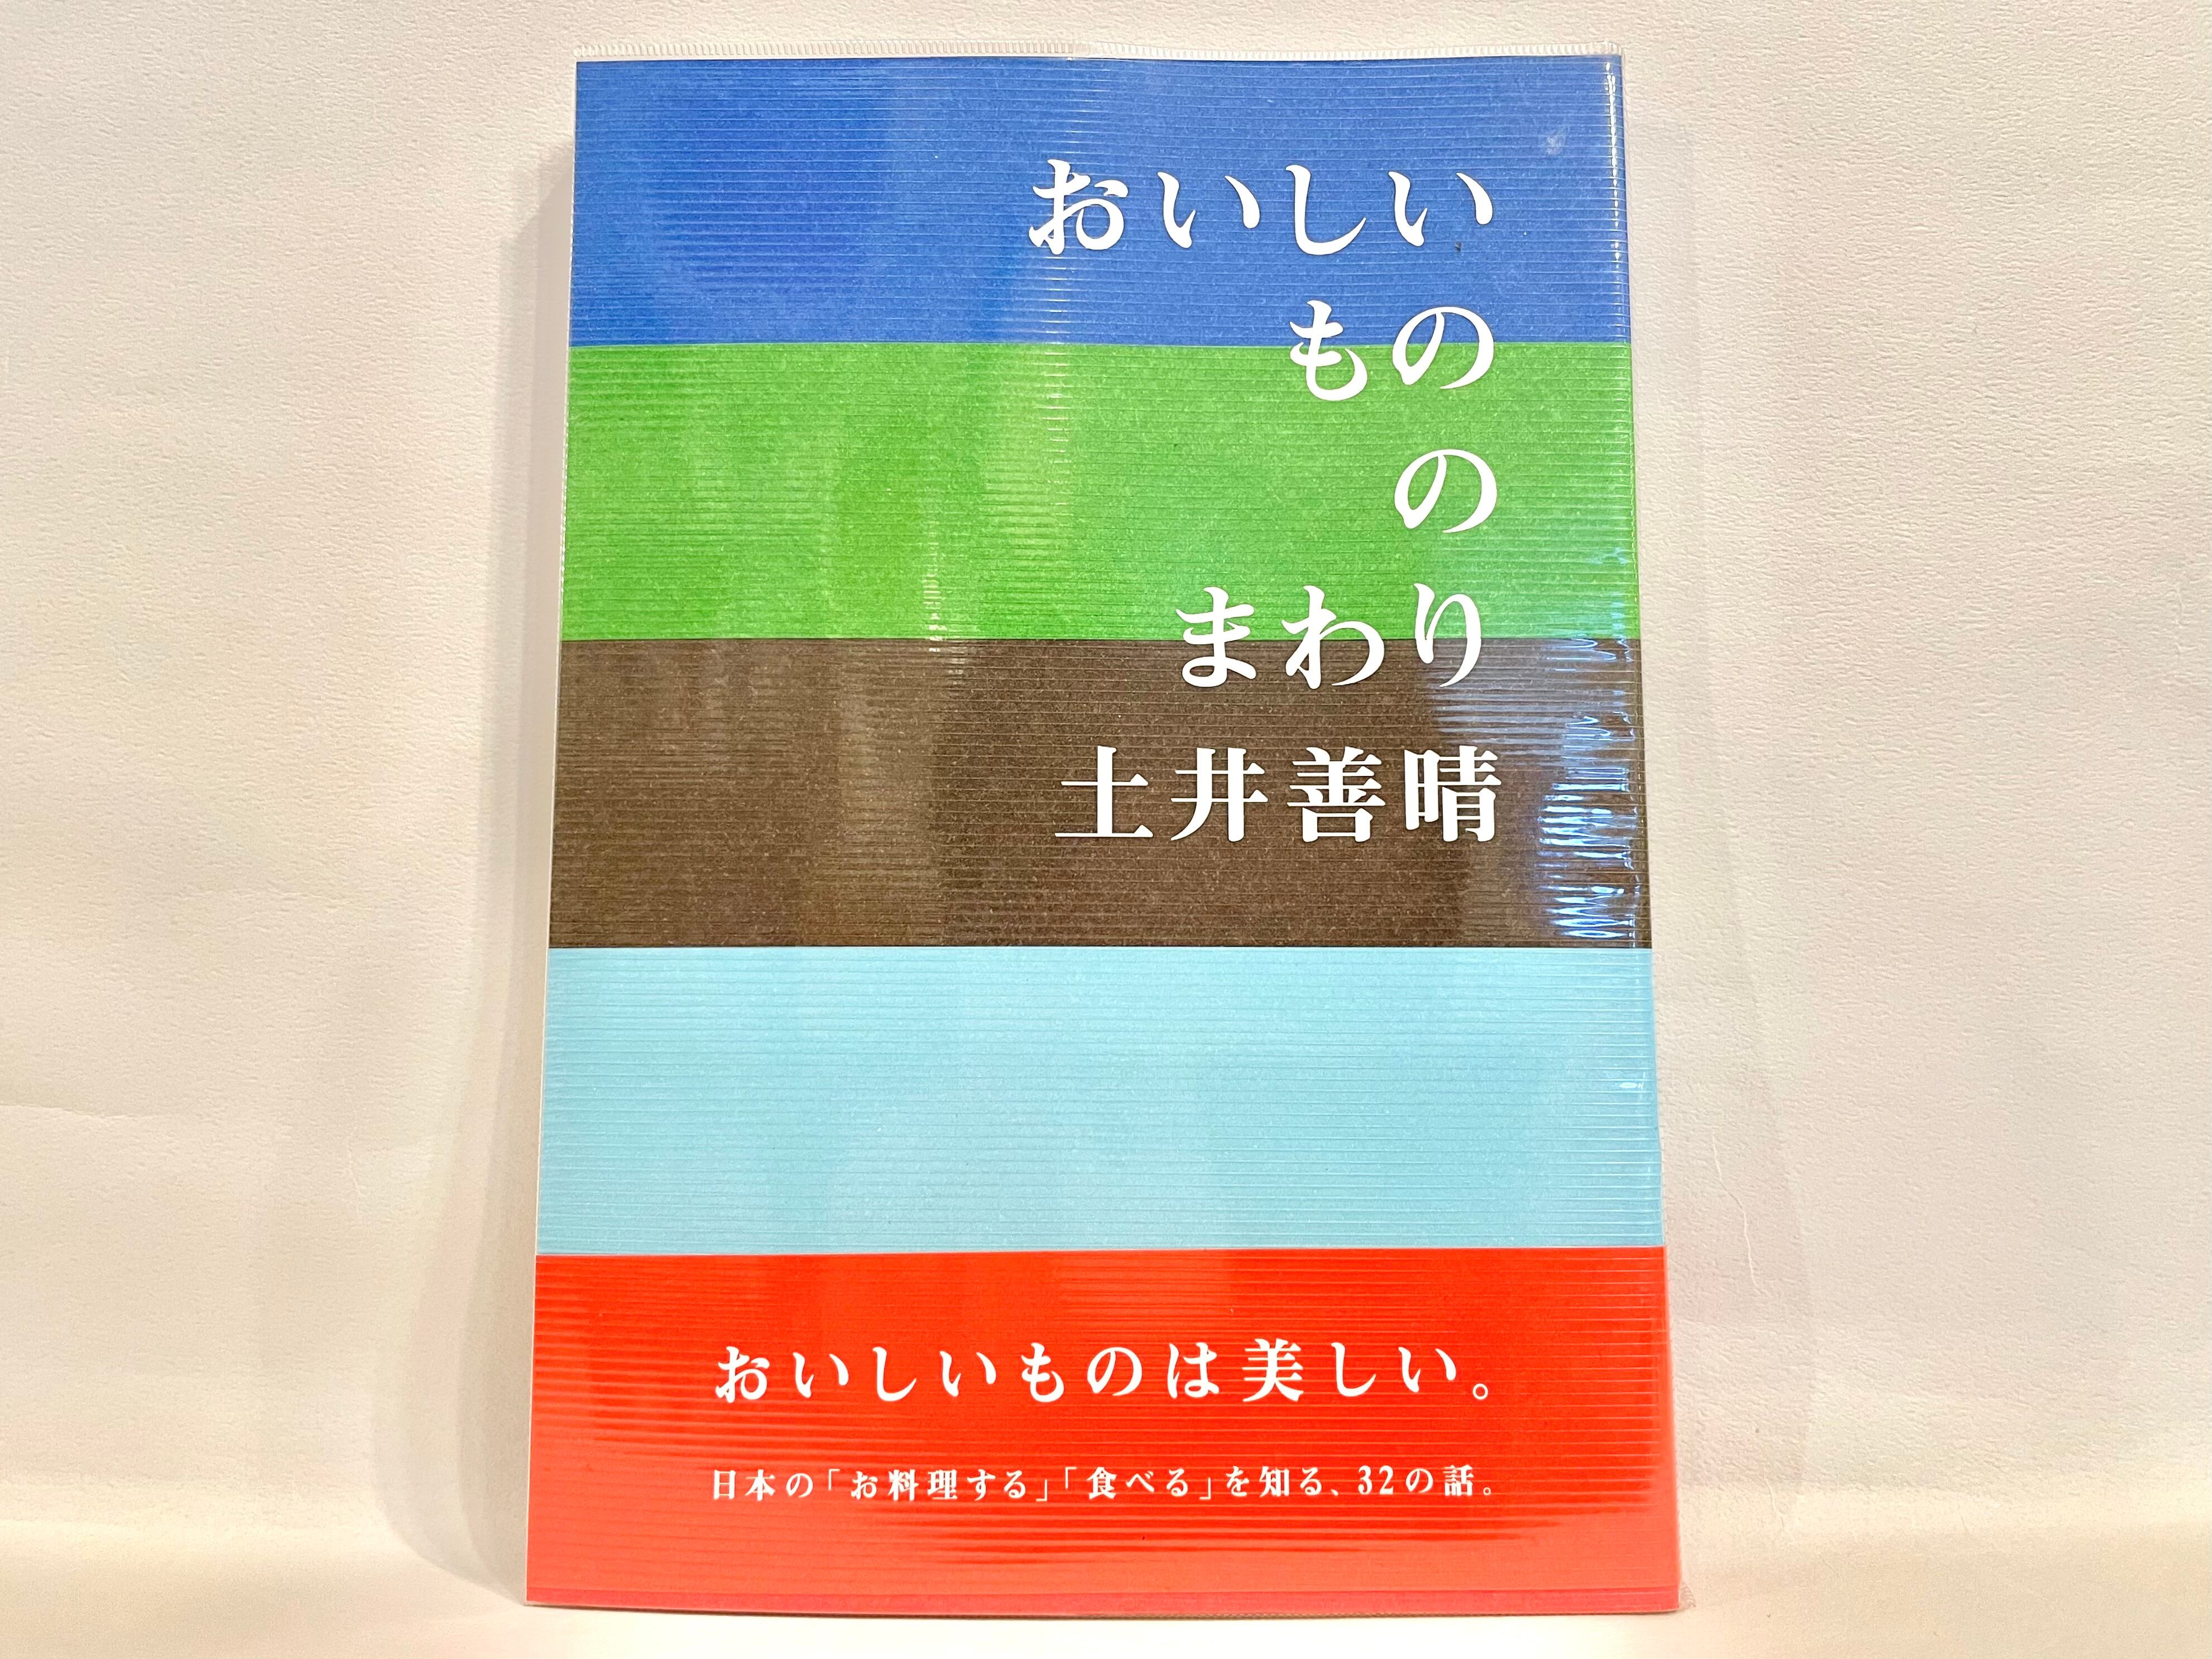 おいしい
もの
の
まわり
土井善晴
おいしいものは美しい。
日本の「お料理する」「食べる」を知る、32の話。